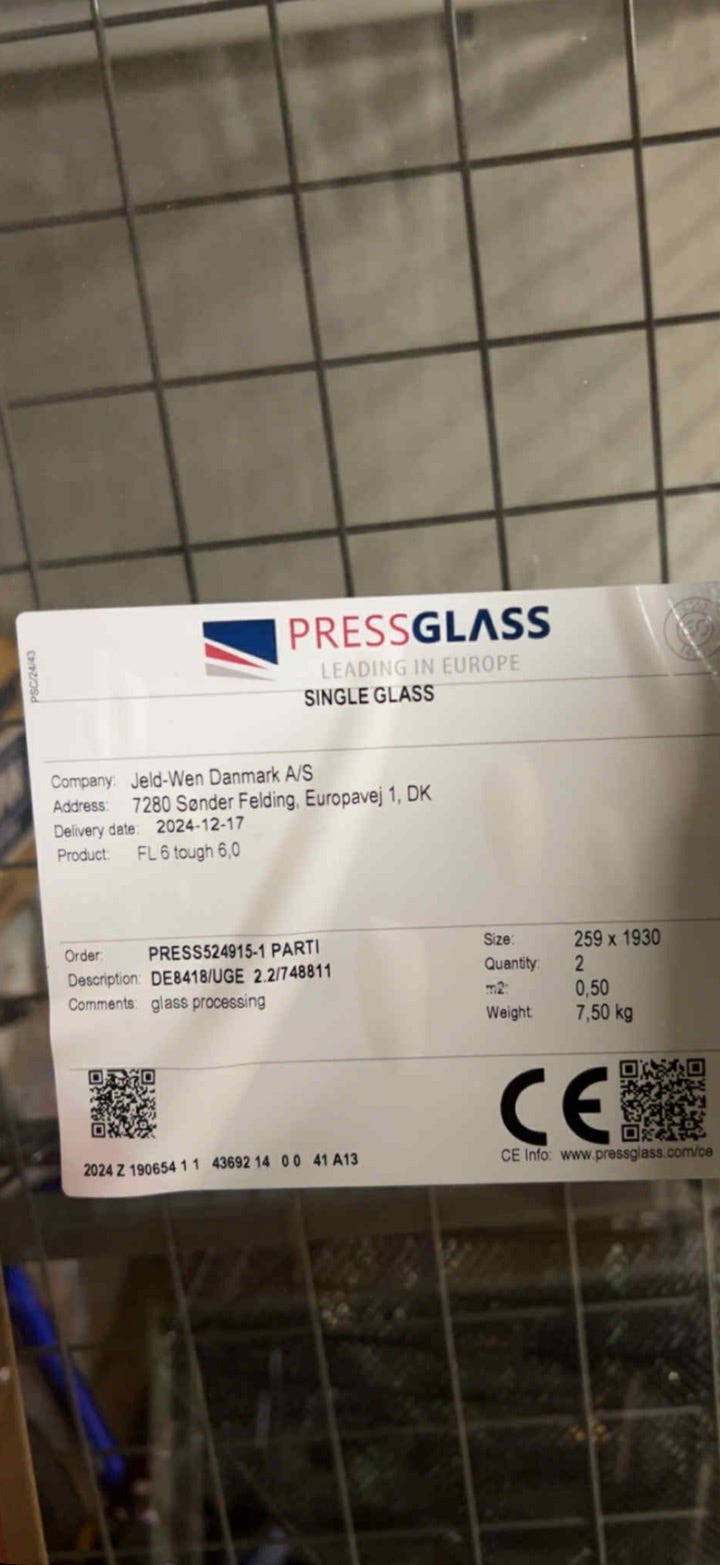 PSC/24/43
PRESSGLASS
LEADING IN EUROPE
SINGLE GLASS
Company: Jeld-Wen Danmark A/S
Address: 7280 Sønder Felding, Europavej 1, DK
Delivery date: 2024-12-17
Product: FL 6 tough 6,0
Order: PRESS524915-1 PARTI
Description: DE8418/UGE 2.2/748811
Comments: glass processing
Size: 259 x 1930
Quantity: 2
m2: 0,50
Weight: 7,50 kg
CE
2024 Z 190654 1 1 43692 14 0 0 41 A13
CE Info: www.pressglass.com/ce